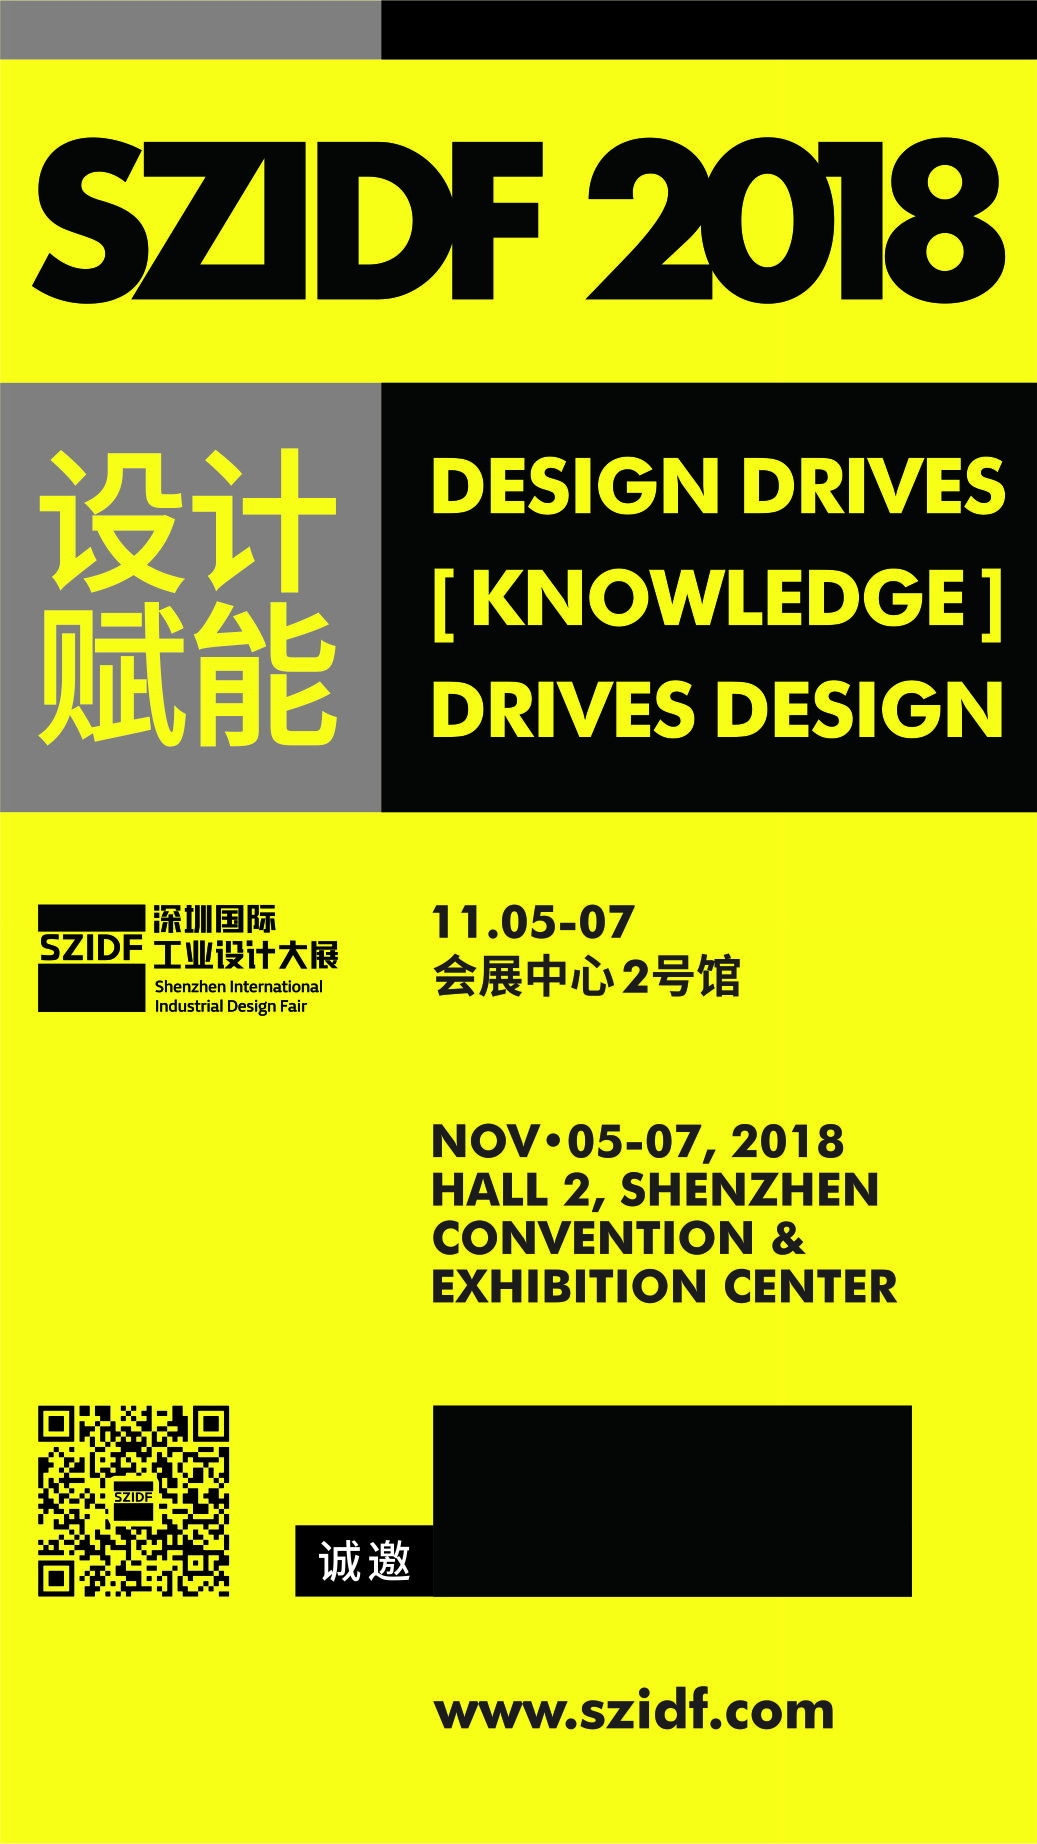 SZIDF 2018
设计
赋能
DESIGN DRIVES
[ KNOWLEDGE ]
DRIVES DESIGN
SZIDF
深圳国际
工业设计大展
Shenzhen International
Industrial Design Fair
11.05-07
会展中心2号馆
NOV·05-07, 2018
HALL 2, SHENZHEN
CONVENTION &
EXHIBITION CENTER
SZIDF
诚邀
www.szidf.com